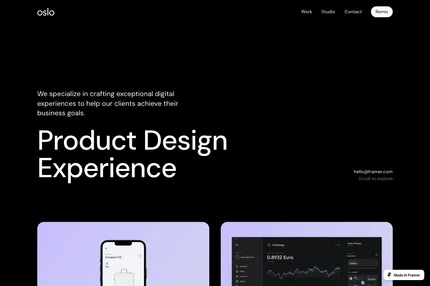 oslo
Work
Studio
Contact
Remix
We specialize in crafting exceptional digital
experiences to help our clients achieve their
business goals.
Product Design
Experience
hello@framer.com
Scroll to explore
0.8932 Euro
Made in Framer